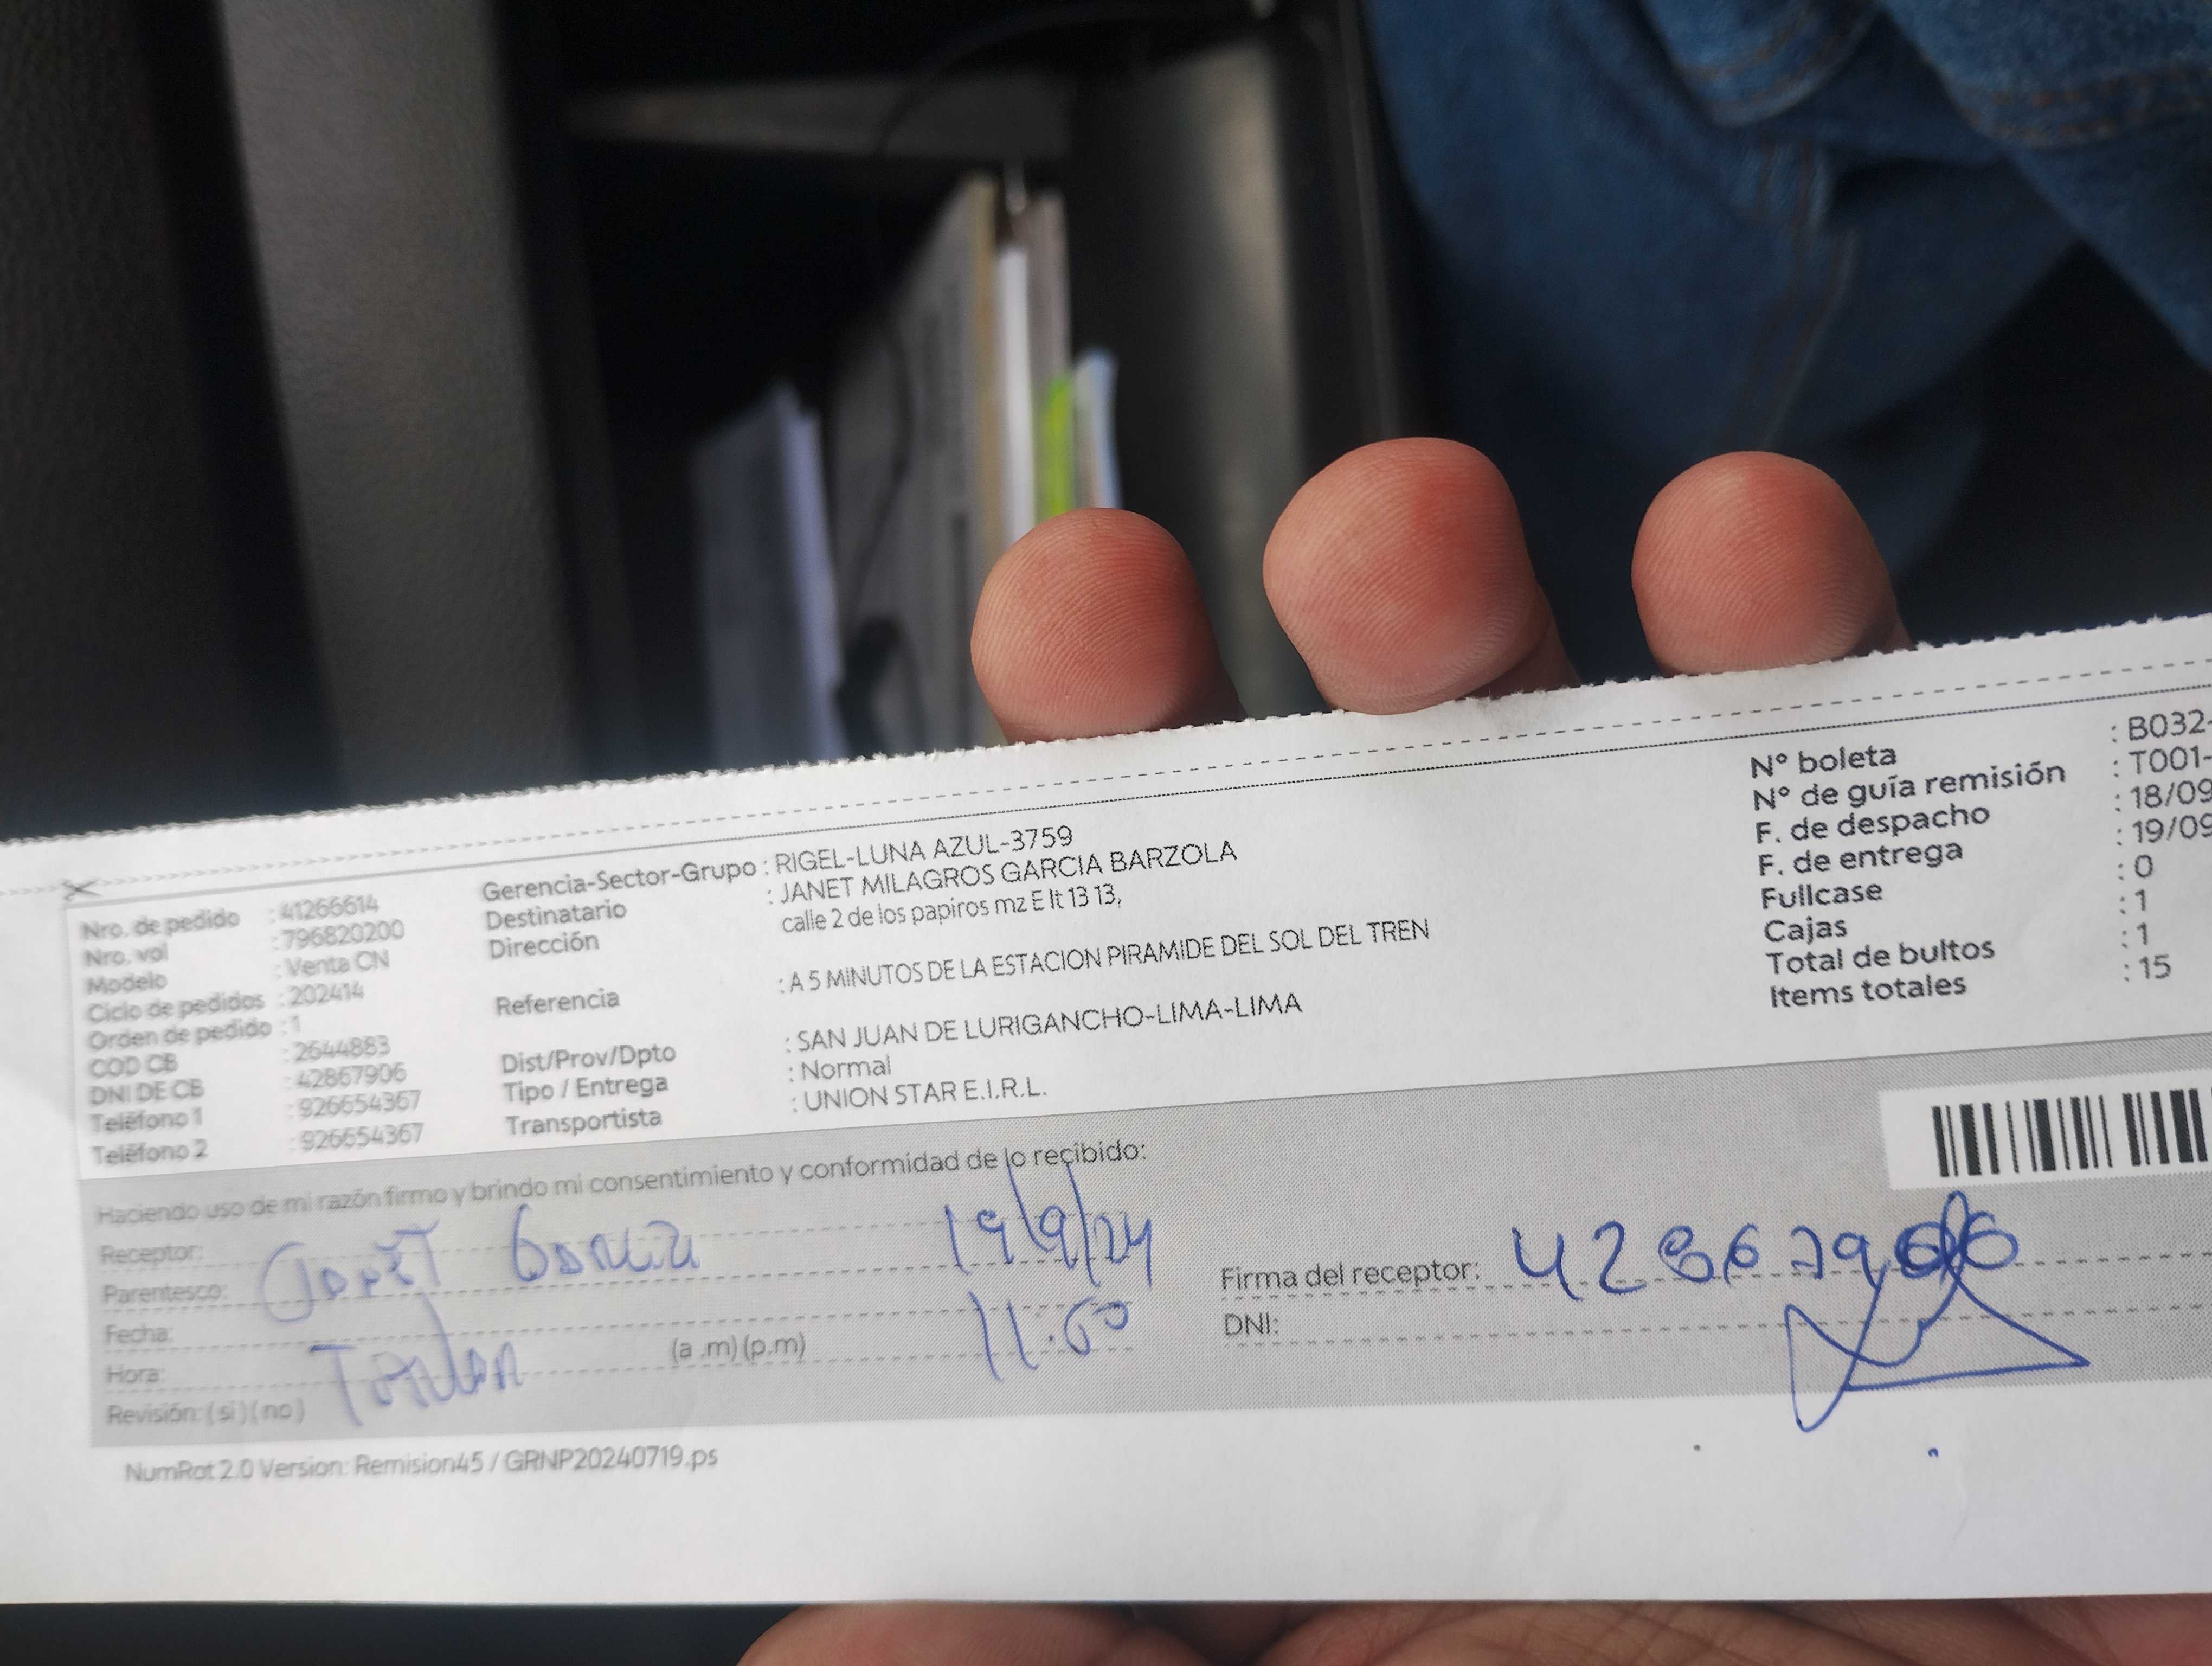 Nro. de pedido : 41266614
Nro. vol : 796820200
Modelo : Venta CN
Ciclo de pedidos : 202414
Orden de pedido : 1
COD CB : 2644883
DNI DE CB : 42867906
Teléfono 1 : 926654367
Teléfono 2 : 926654367
Gerencia-Sector-Grupo : RIGEL-LUNA AZUL-3759
Destinatario : JANET MILAGROS GARCIA BARZOLA
Dirección calle 2 de los papiros mz E lt 13 13,
Referencia : A 5 MINUTOS DE LA ESTACION PIRAMIDE DEL SOL DEL TREN
Dist/Prov/Dpto : SAN JUAN DE LURIGANCHO-LIMA-LIMA
Tipo / Entrega : Normal
Transportista : UNION STAR E.I.R.L.
N° boleta : B032-
N° de guía remisión : T001-
F. de despacho : 18/09
F. de entrega : 19/09
Fullcase : 0
Cajas : 1
Total de bultos : 1
Items totales : 15
Haciendo uso de mi razón firmo y brindo mi consentimiento y conformidad de lo recibido:
Receptor: Janet Garcia 19/9/24
Parentesco:
Fecha:
Hora: (a .m) (p.m) 11:50
Revisión: ( si ) ( no )
Firma del receptor: 42867906
DNI:
NumRot 2.0 Version: Remision45 / GRNP20240719.ps